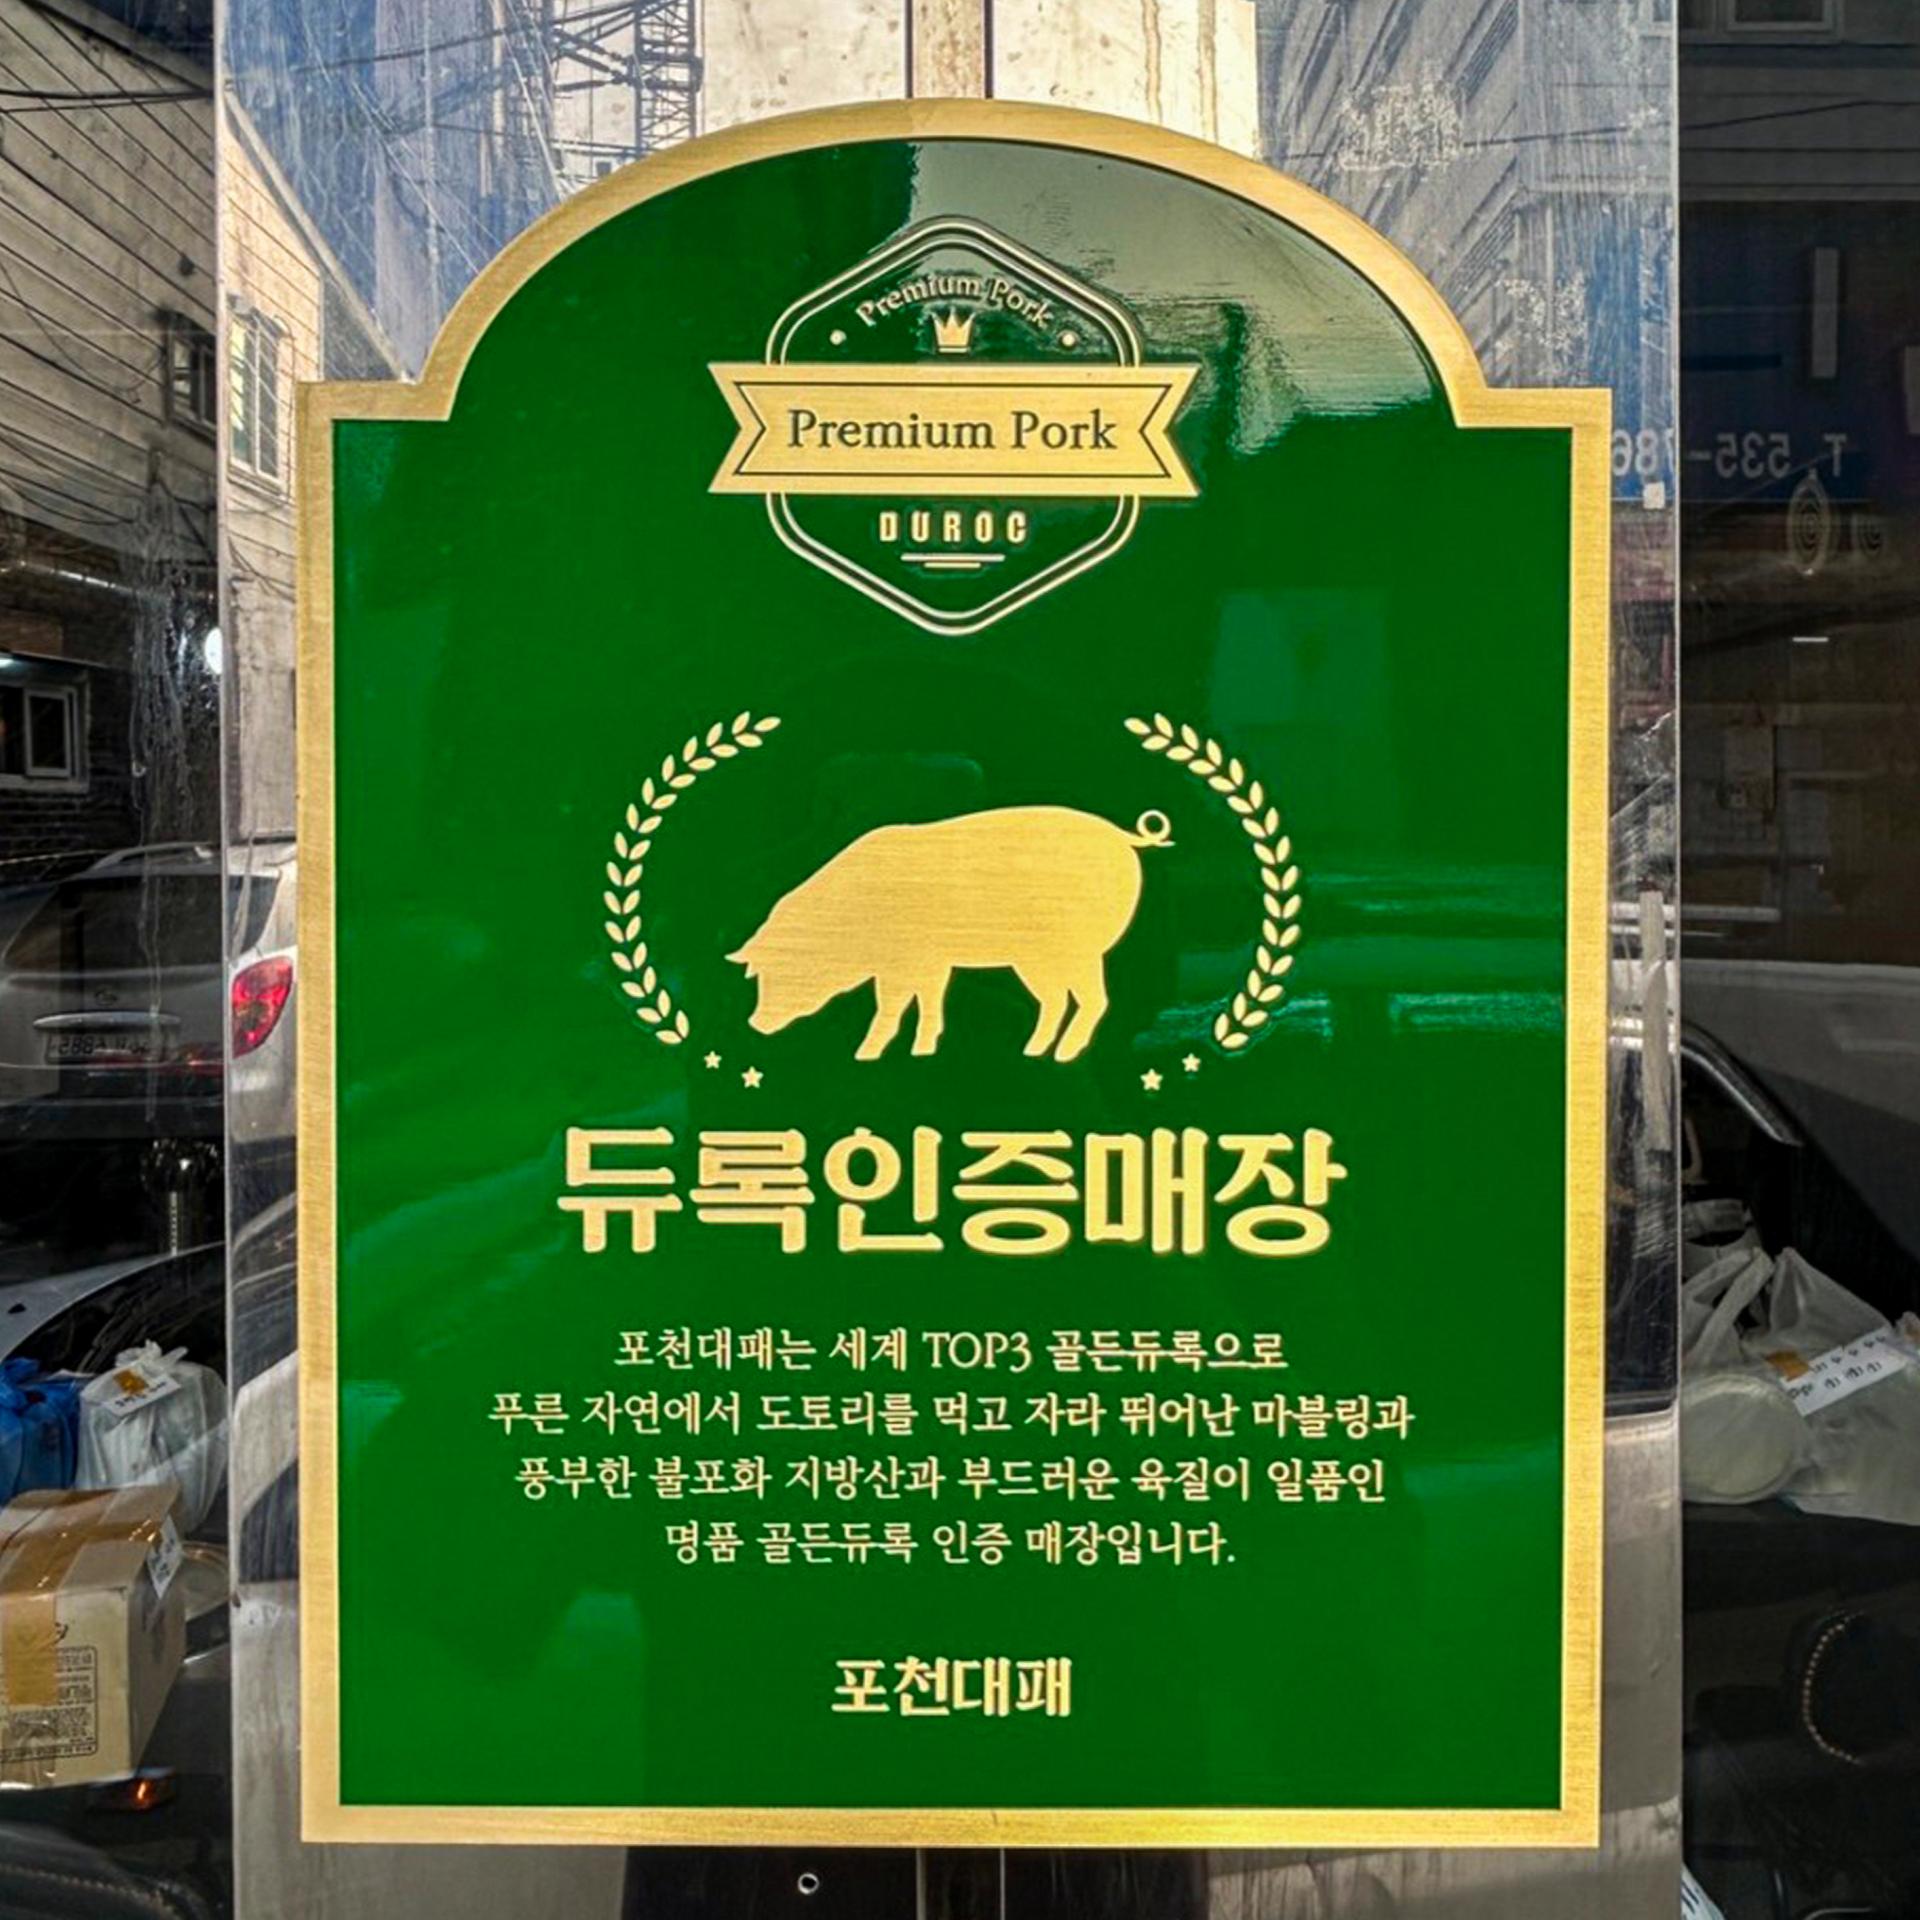 Premium Pork
Premium Pork
DUROC
듀록인증매장
포천대패는 세계 TOP3 골든듀록으로
푸른 자연에서 도토리를 먹고 자라 뛰어난 마블링과
풍부한 불포화 지방산과 부드러운 육질이 일품인
명품 골든듀록 인증 매장입니다.
포천대패